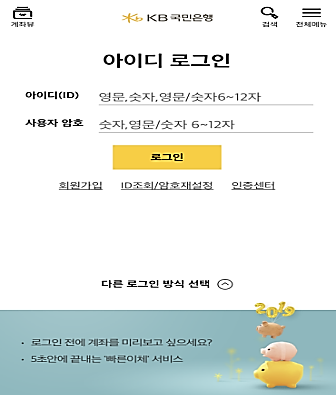 계좌뷰
KB 국민은행
검색
전체메뉴
아이디 로그인
아이디(ID) 영문,숫자,영문/숫자6~12자
사용자 암호 숫자,영문/숫자 6~12자
로그인
회원가입 ID조회/암호재설정 인증센터
다른 로그인 방식 선택
2019
· 로그인 전에 계좌를 미리보고 싶으세요?
· 5초안에 끝내는 '빠른이체' 서비스